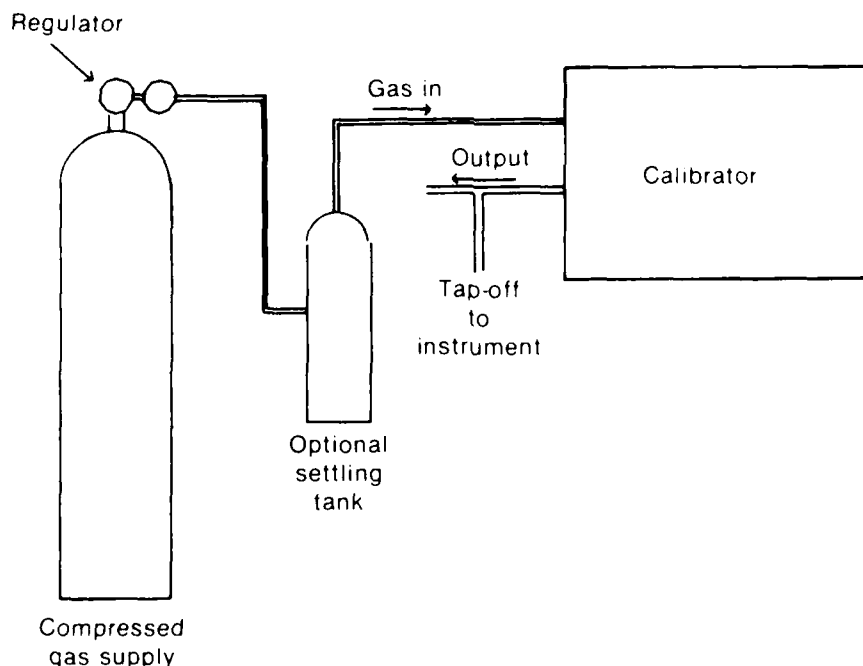 Regulator
Gas in
Output
Calibrator
Tap-off
to
instrument
Optional
settling
tank
Compressed
gas supply